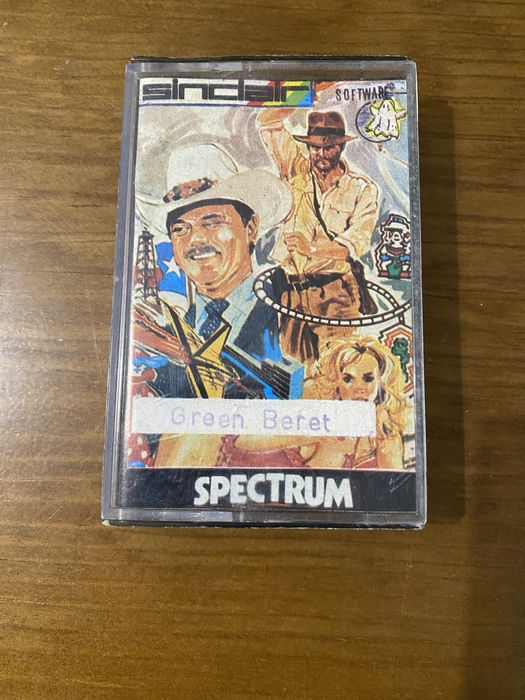 sinclair
SOFTWARE
Green Beret
SPECTRUM